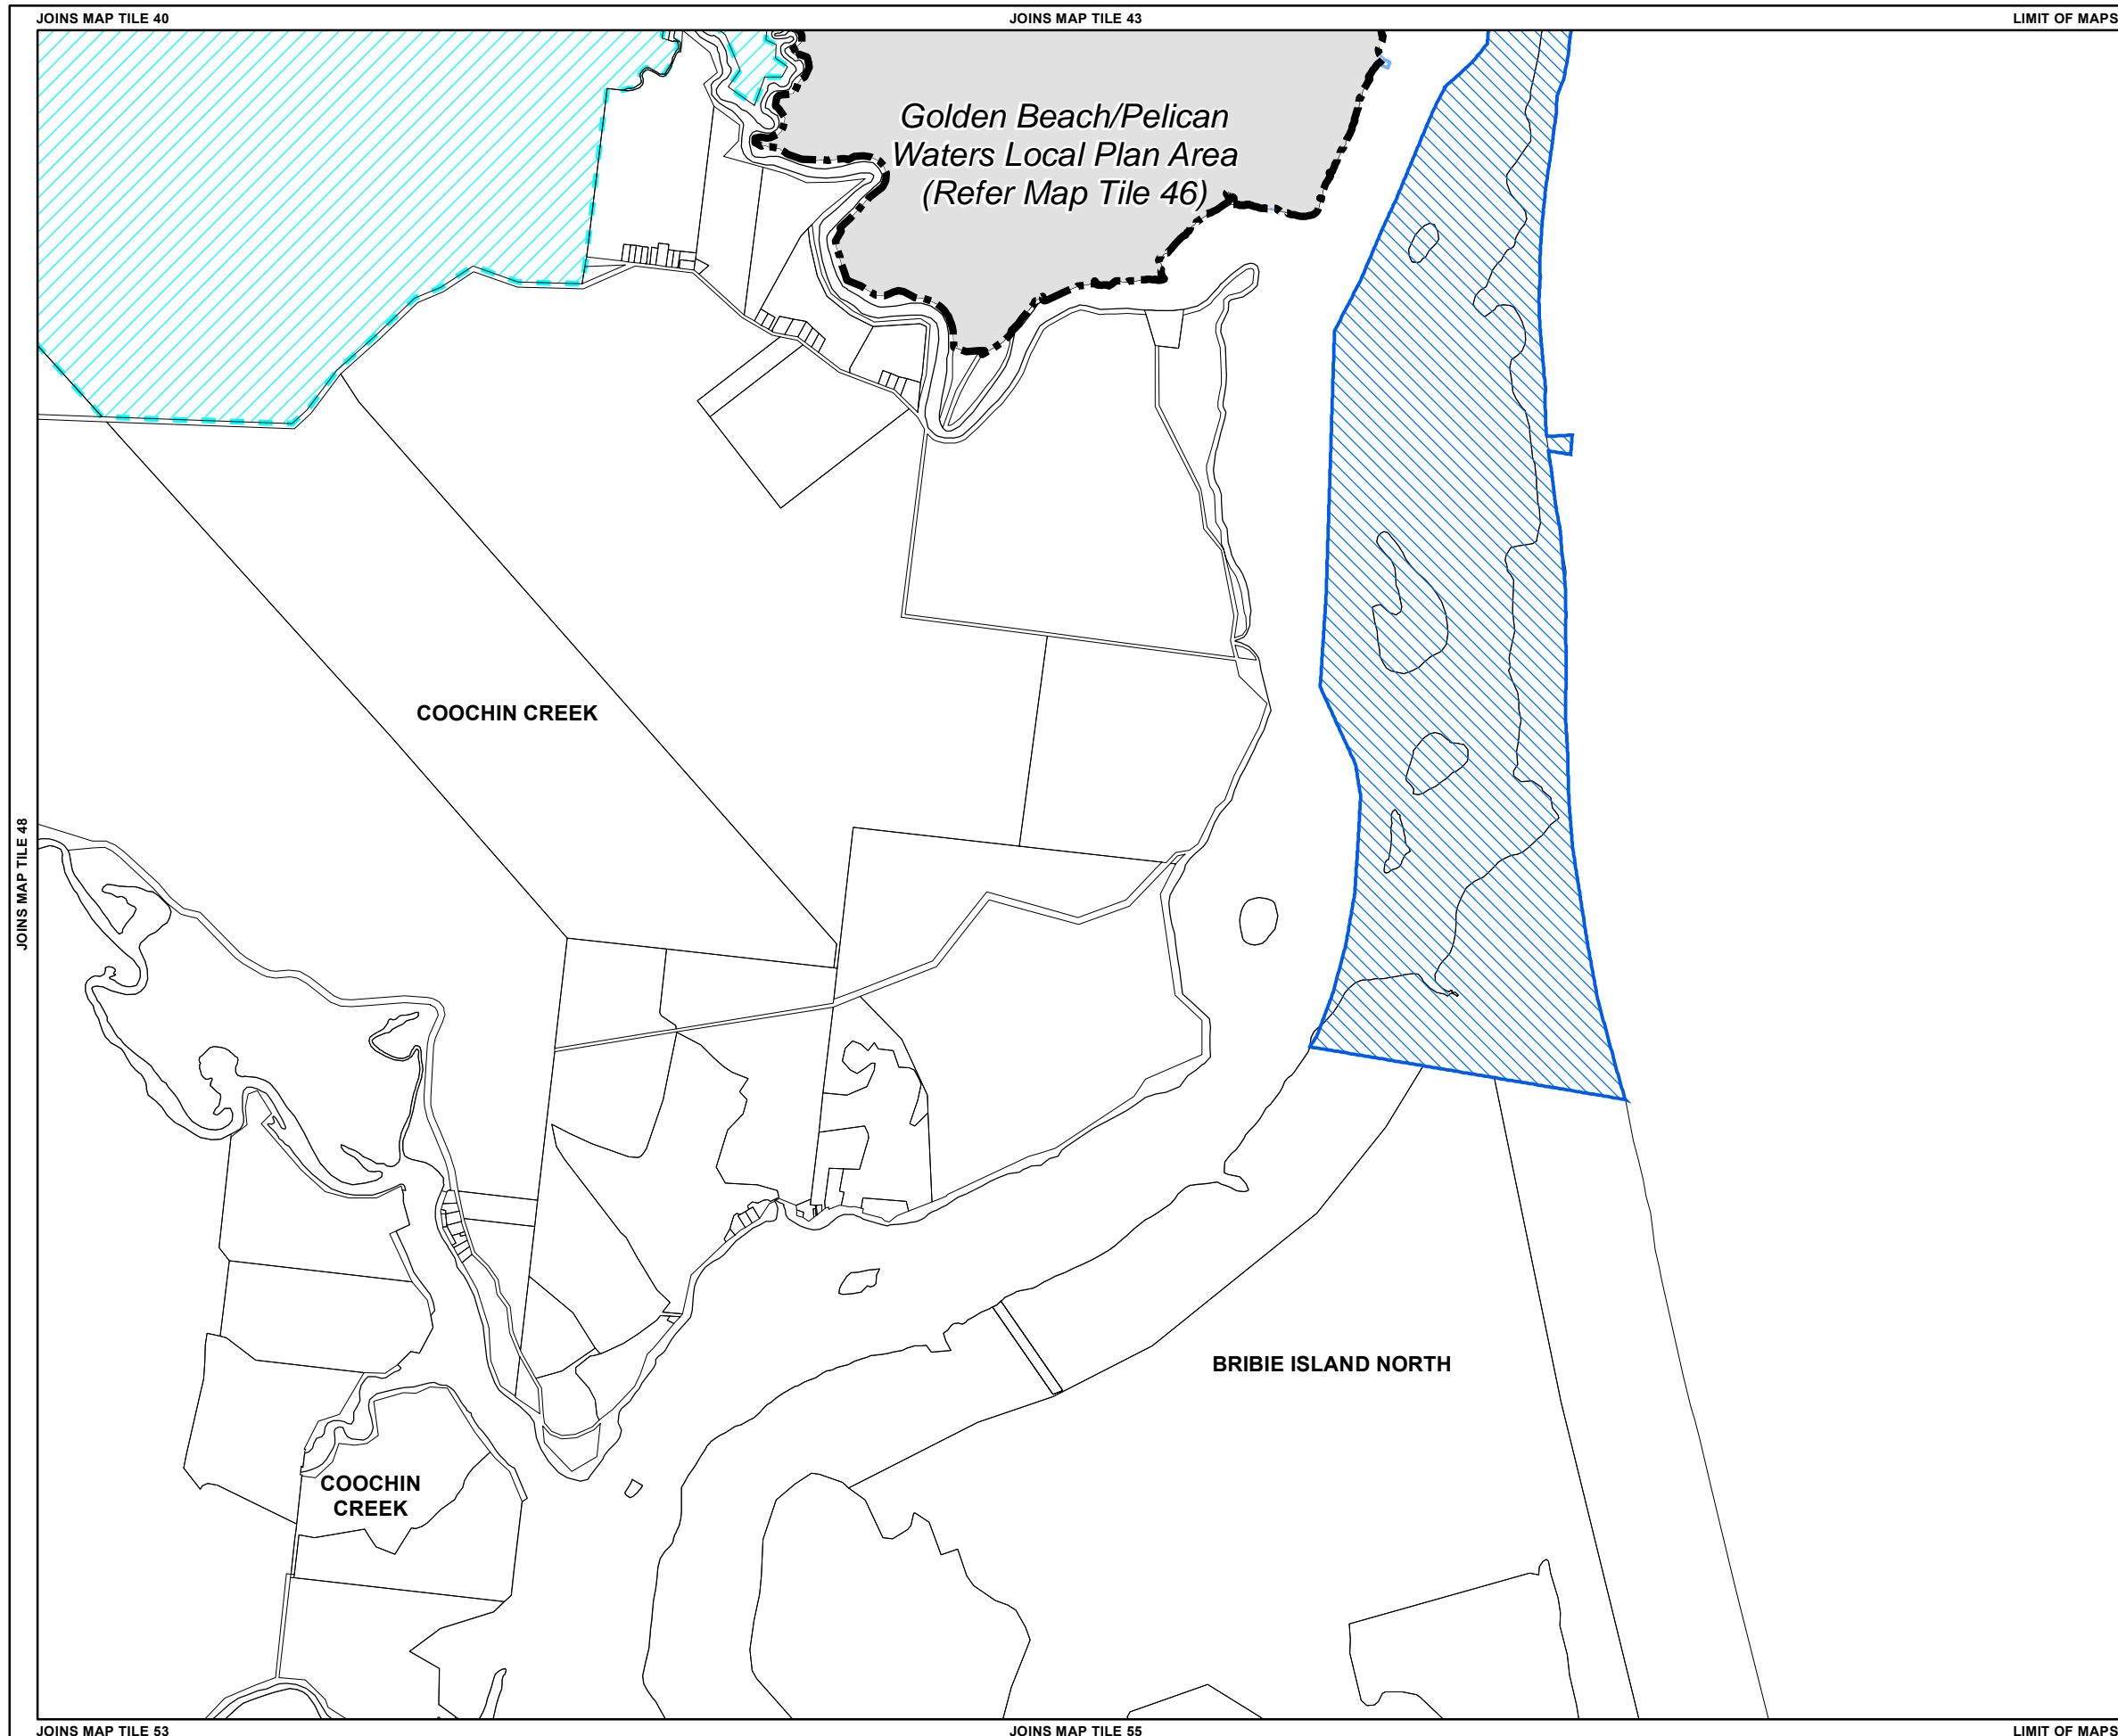 JOINS MAP TILE 40
JOINS MAP TILE 43
LIMIT OF MAPS
Golden Beach/Pelican
Waters Local Plan Area
(Refer Map Tile 46)
COOCHIN CREEK
JOINS MAP TILE 48
BRIBIE ISLAND NORTH
COOCHIN
CREEK
JOINS MAP TILE 53
JOINS MAP TILE 55
LIMIT OF MAPS